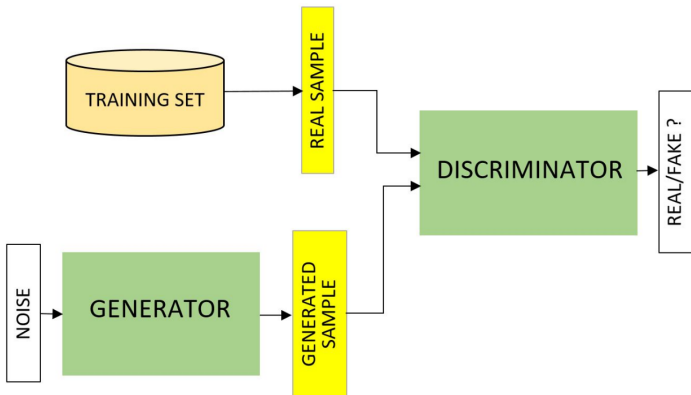 TRAINING SET
REAL SAMPLE
DISCRIMINATOR
REAL/FAKE ?
NOISE
GENERATOR
GENERATED
SAMPLE